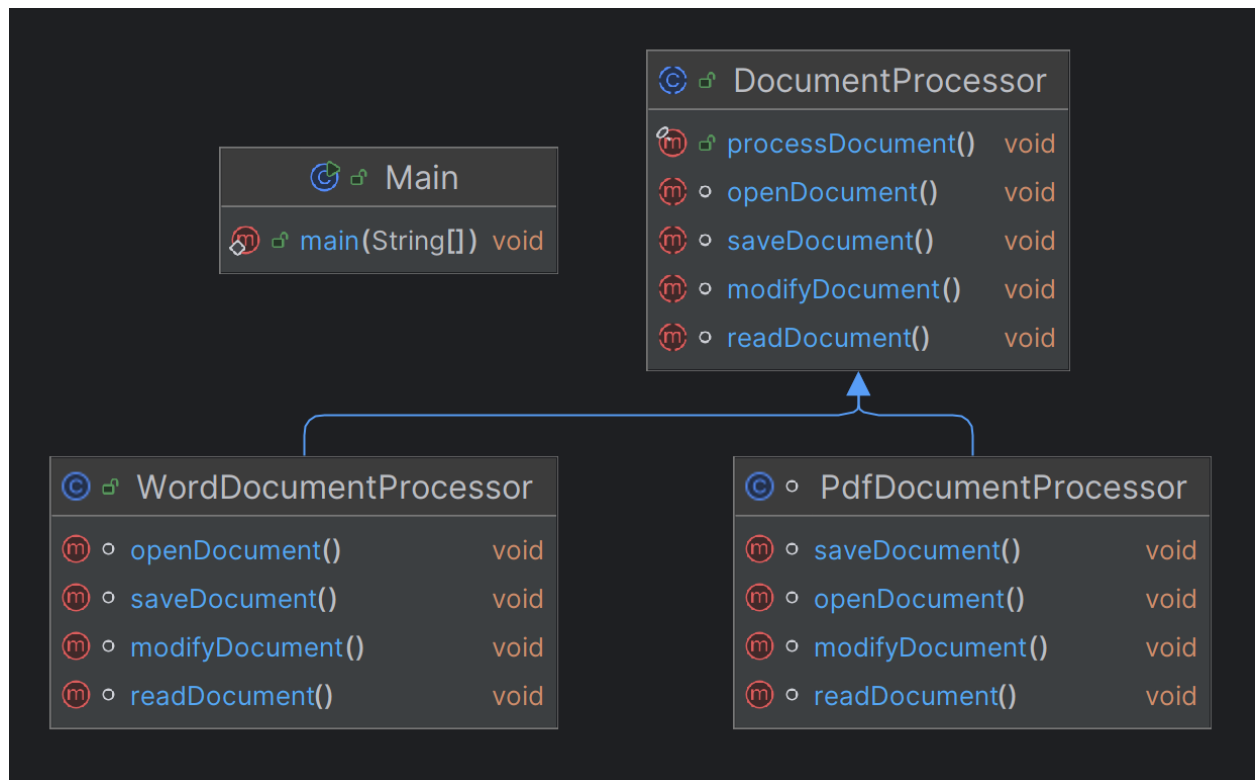 DocumentProcessor
processDocument() void
openDocument() void
saveDocument() void
modifyDocument() void
readDocument() void
Main
main(String[]) void
WordDocumentProcessor
openDocument() void
saveDocument() void
modifyDocument() void
readDocument() void
PdfDocumentProcessor
saveDocument() void
openDocument() void
modifyDocument() void
readDocument() void